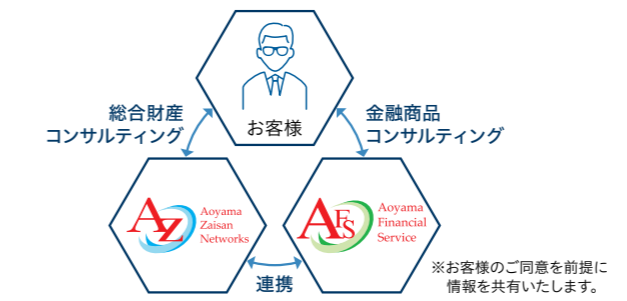 お客様
総合財産
コンサルティング
金融商品
コンサルティング
AZ
Aoyama
Zaisan
Networks
AFS
Aoyama
Financial
Service
連携
※お客様のご同意を前提に
情報を共有いたします。